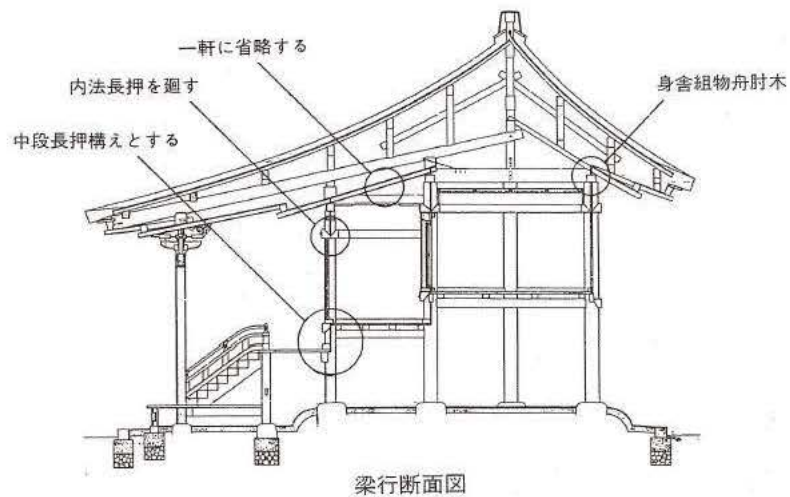 一軒に省略する
内法長押を廻す
身舎組物舟肘木
中段長押構えとする
梁行断面図